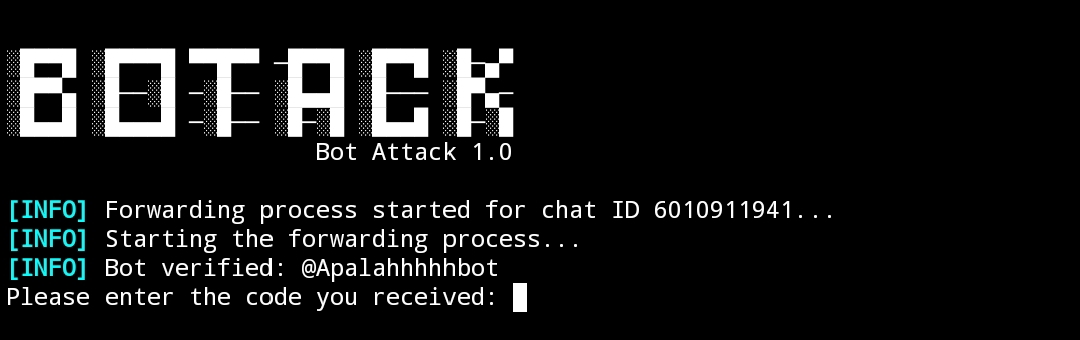 BOTACK
Bot Attack 1.0
[INFO] Forwarding process started for chat ID 6010911941...
[INFO] Starting the forwarding process...
[INFO] Bot verified: @Apalahhhhhbot
Please enter the code you received: